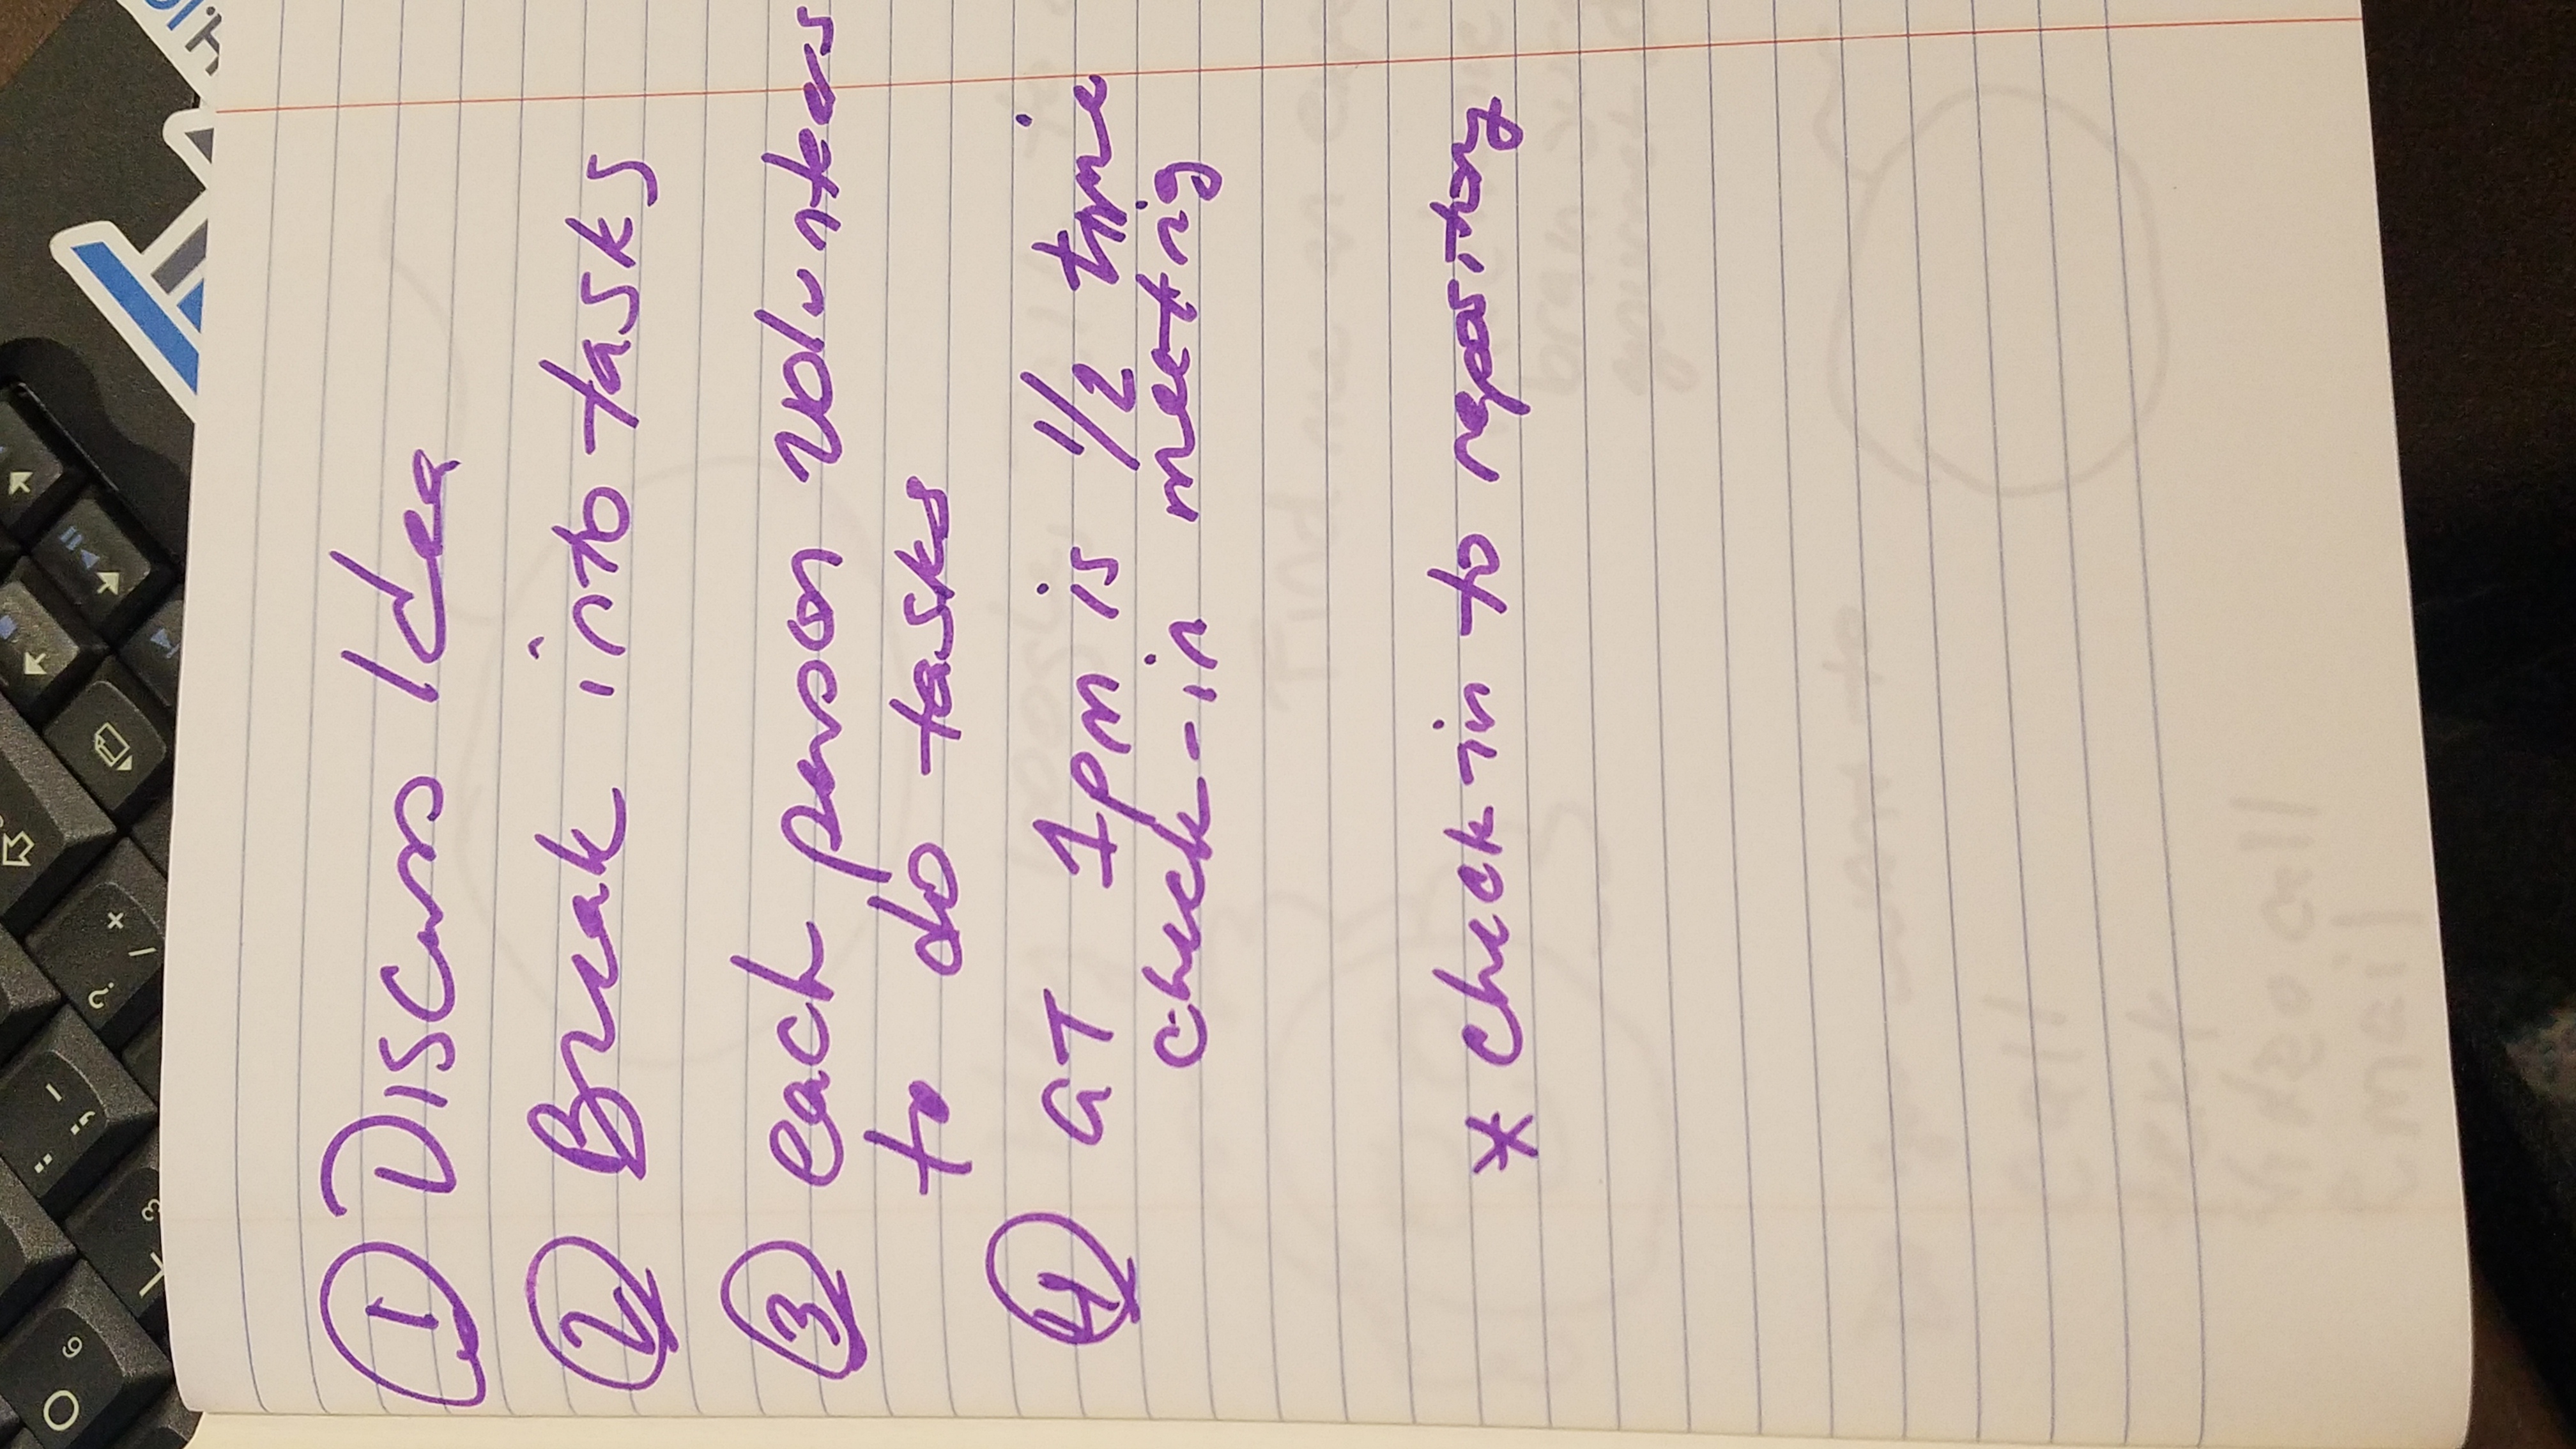 ① Discuss Idea
② Break into tasks
③ each person volunteers
to do tasks
④ at 1pm is 1/2 time
check-in meeting
* check-in to repository